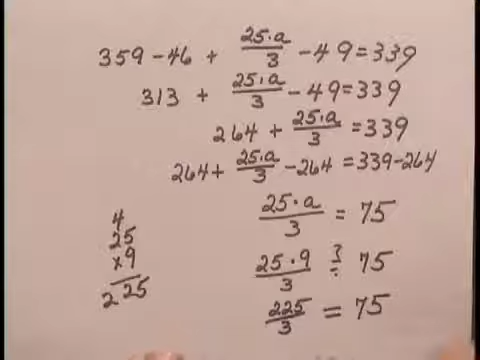 359 - 46 + 25·a/3 - 49 = 339
313 + 25·a/3 - 49 = 339
264 + 25·a/3 = 339
264 + 25·a/3 - 264 = 339 - 264
25·a/3 = 75
25·9/3 ?= 75
225/3 = 75
4
25
x9
225